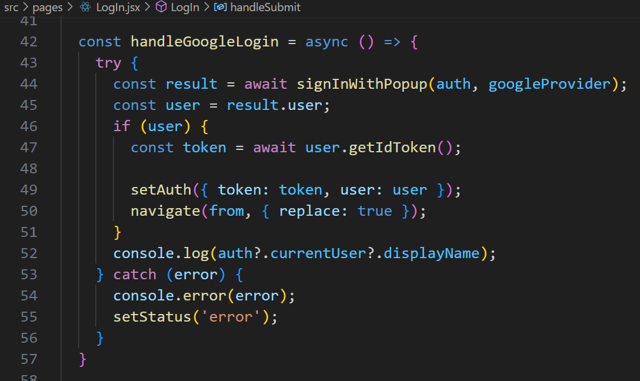 src > pages > LogIn.jsx > LogIn > handleSubmit
41
42 const handleGoogleLogin = async () => {
43 try {
44 const result = await signInWithPopup(auth, googleProvider);
45 const user = result.user;
46 if (user) {
47 const token = await user.getIdToken();
48
49 setAuth({ token: token, user: user });
50 navigate(from, { replace: true });
51 }
52 console.log(auth?.currentUser?.displayName);
53 } catch (error) {
54 console.error(error);
55 setStatus('error');
56 }
57 }
58